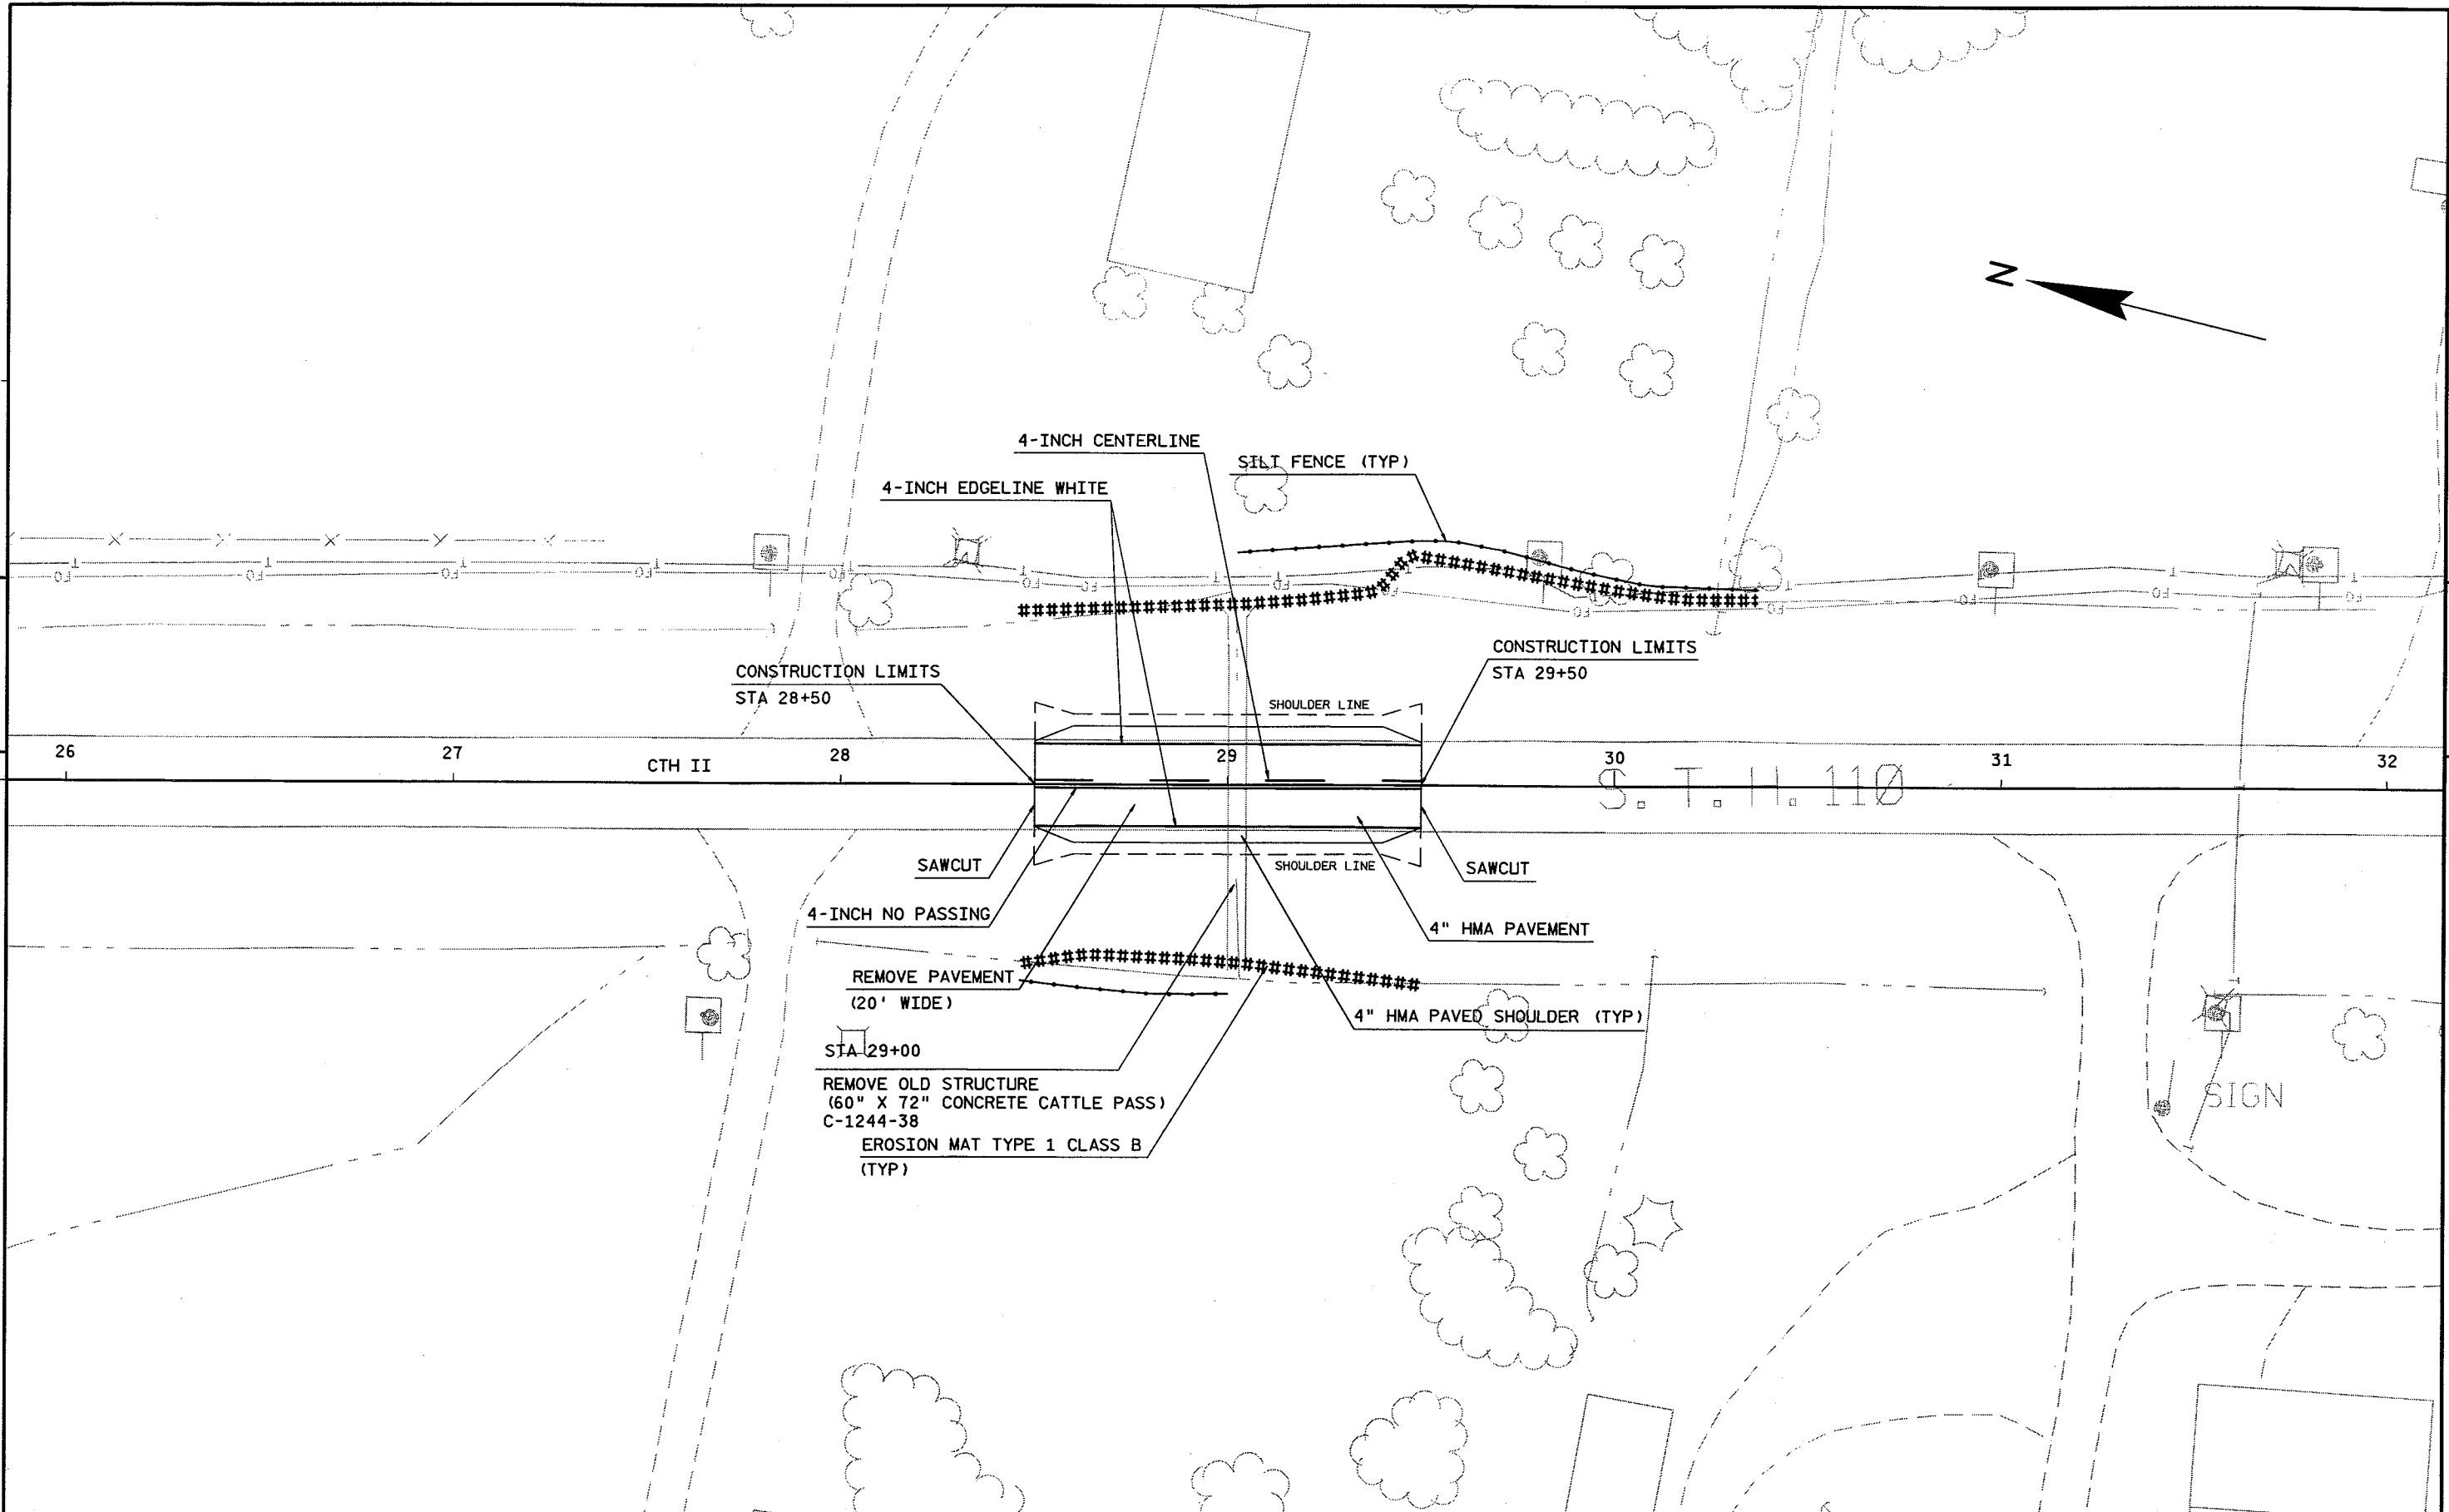 N
4-INCH CENTERLINE
SILT FENCE (TYP)
4-INCH EDGELINE WHITE
CONSTRUCTION LIMITS
STA 28+50
CONSTRUCTION LIMITS
STA 29+50
SHOULDER LINE
26 27 28 29 30 31 32
CTH II
S. T. H. 110
SHOULDER LINE
SAWCUT
SAWCUT
4-INCH NO PASSING
4" HMA PAVEMENT
REMOVE PAVEMENT
(20' WIDE)
4" HMA PAVED SHOULDER (TYP)
STA 29+00
REMOVE OLD STRUCTURE
(60" X 72" CONCRETE CATTLE PASS)
C-1244-38
SIGN
EROSION MAT TYPE 1 CLASS B
(TYP)